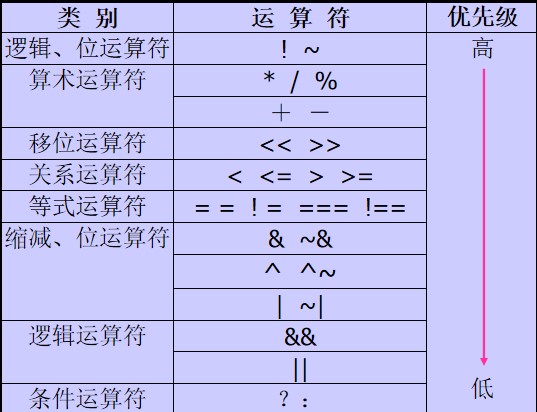 类 别 运 算 符 优先级
逻辑、位运算符 ! ~ 高
算术运算符 * / %
＋ －
移位运算符 << >>
关系运算符 < <= > >=
等式运算符 = = ! = === !==
缩减、位运算符 & ~&
^ ^~
| ~|
逻辑运算符 &&
||
条件运算符 ? : 低